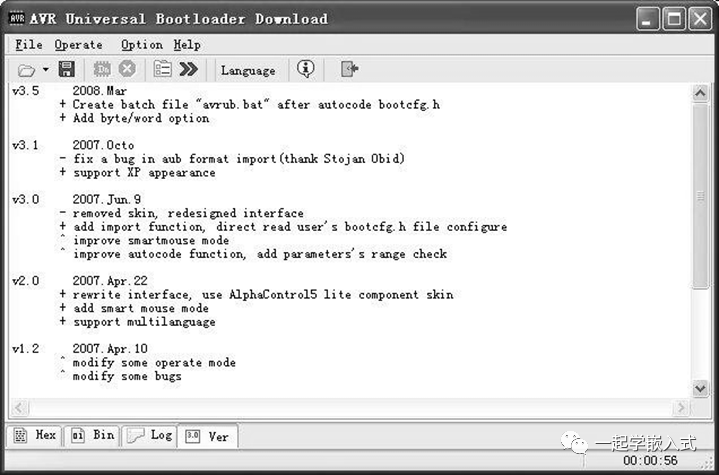 AVR Universal Bootloader Download
File Operate Option Help
Language
v3.5 2008.Mar
+ Create batch file "avrub.bat" after autocode bootcfg.h
+ Add byte/word option
v3.1 2007.Octo
- fix a bug in aub format import(thank Stojan Obid)
+ support XP appearance
v3.0 2007.Jun.9
- removed skin, redesigned interface
+ add import function, direct read user's bootcfg.h file configure
^ improve smartmouse mode
^ improve autocode function, add parameters's range check
v2.0 2007.Apr.22
+ rewrite interface, use AlphaControl5 lite component skin
+ add smart mouse mode
+ support multilanguage
v1.2 2007.Apr.10
^ modify some operate mode
^ modify some bugs
Hex Bin Log Ver
一起学嵌入式
00:00:56